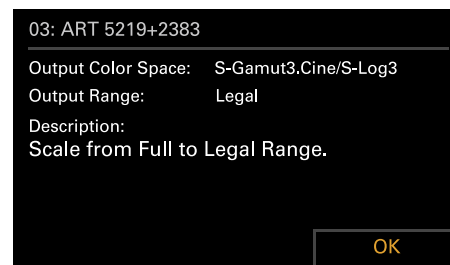 03: ART 5219+2383
Output Color Space: S-Gamut3.Cine/S-Log3
Output Range: Legal
Description:
Scale from Full to Legal Range.
OK